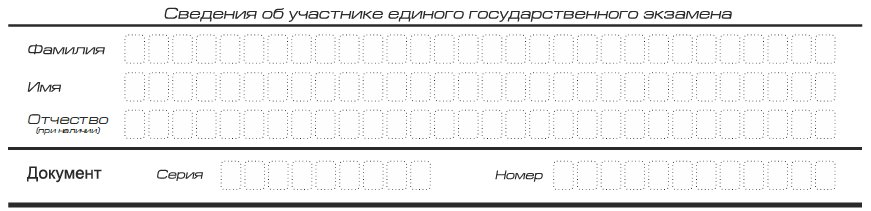 Сведения об участнике единого государственного экзамена
Фамилия
Имя
Отчество
(при наличии)
Документ Серия Номер